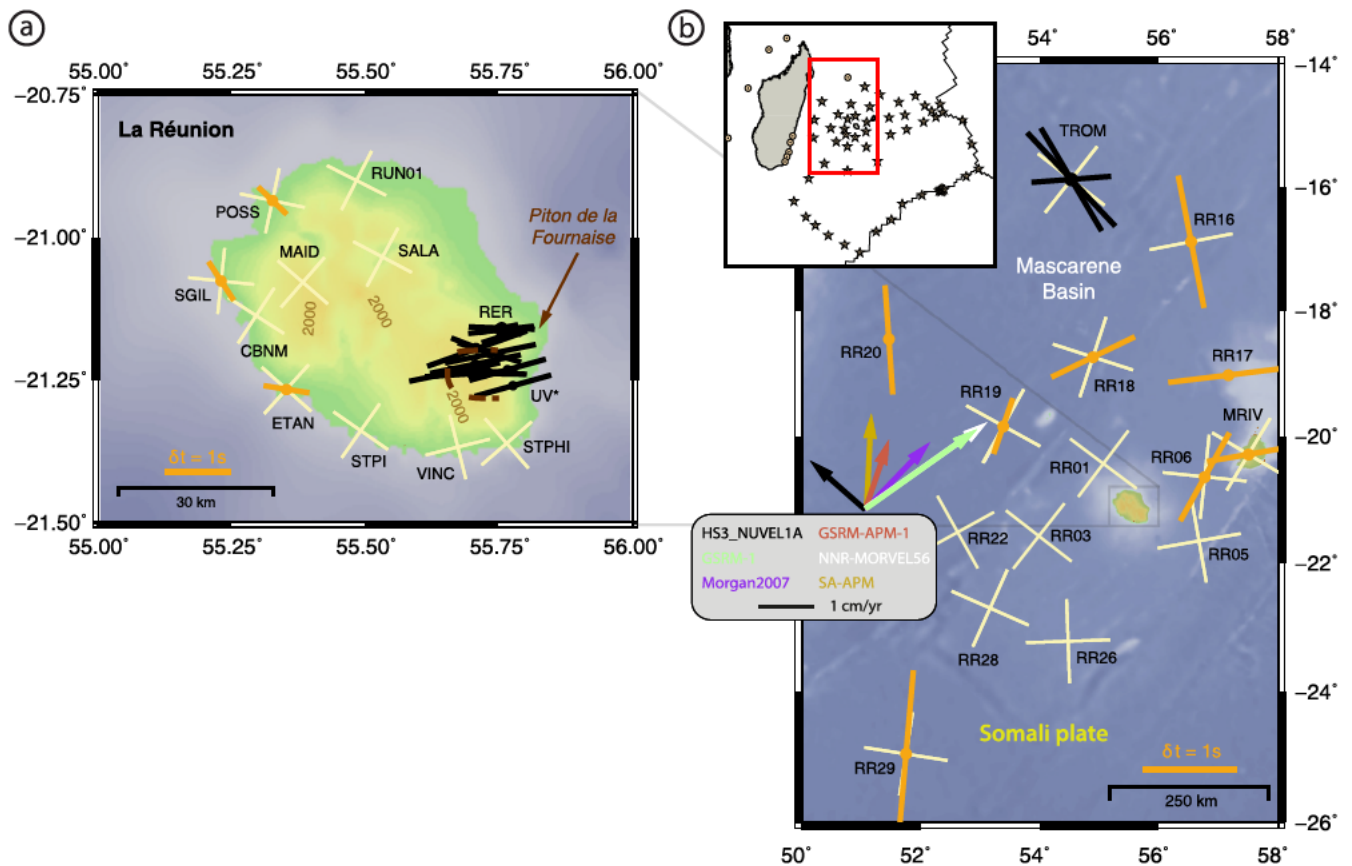 a
55.00° 55.25° 55.50° 55.75° 56.00°
−20.75°
−21.00°
−21.25°
−21.50°
La Réunion
RUN01
POSS
Piton de la
Fournaise
MAID
SALA
SGIL
2000
2000
RER
CBNM
2000
UV*
ETAN
STPI
VINC
STPHI
δt = 1s
30 km
55.00° 55.25° 55.50° 55.75° 56.00°
b
54° 56° 58°
−14°
−16°
−18°
−20°
−22°
−24°
−26°
TROM
RR16
Mascarene
Basin
RR20
RR17
RR18
RR19
MRIV
RR01
RR06
RR22
RR03
RR05
HS3_NUVEL1A GSRM-APM-1
NNR-MORVEL56
Morgan2007 SA-APM
1 cm/yr
RR28
RR26
Somali plate
RR29
δt = 1s
250 km
50° 52° 54° 56° 58°